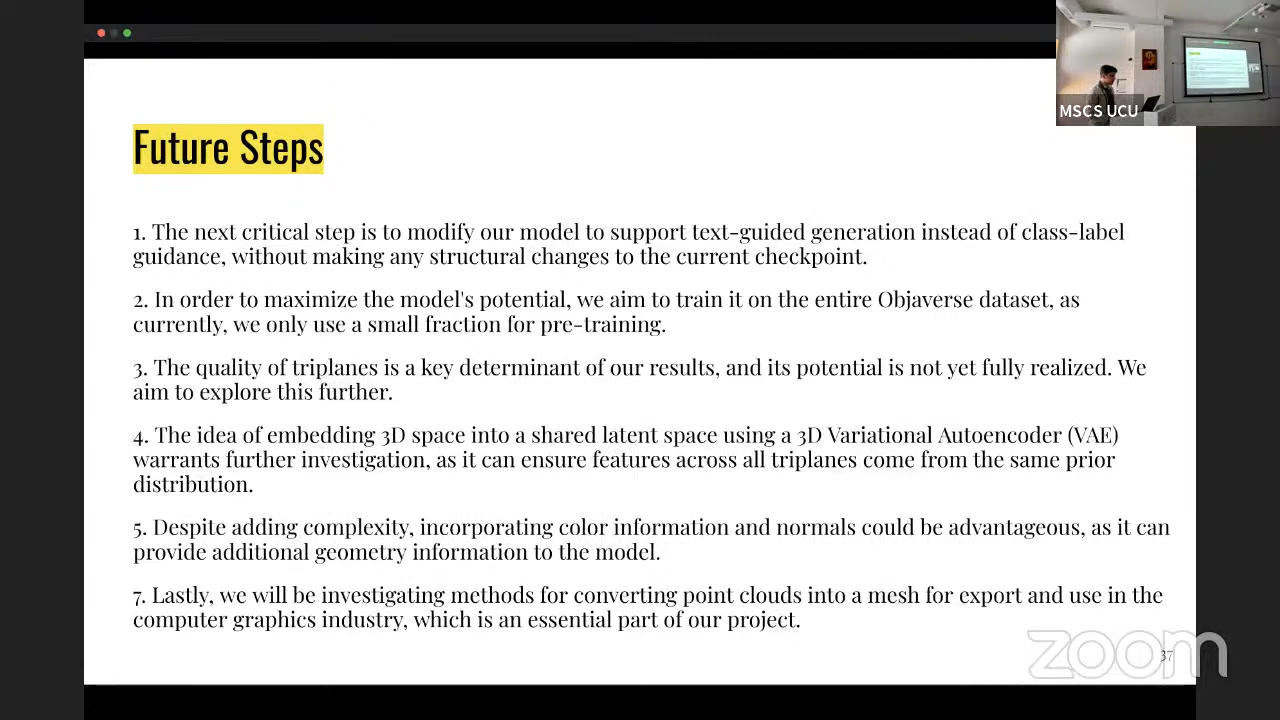 MSCS UCU
Future Steps
1. The next critical step is to modify our model to support text-guided generation instead of class-label
guidance, without making any structural changes to the current checkpoint.
2. In order to maximize the model's potential, we aim to train it on the entire Objaverse dataset, as
currently, we only use a small fraction for pre-training.
3. The quality of triplanes is a key determinant of our results, and its potential is not yet fully realized. We
aim to explore this further.
4. The idea of embedding 3D space into a shared latent space using a 3D Variational Autoencoder (VAE)
warrants further investigation, as it can ensure features across all triplanes come from the same prior
distribution.
5. Despite adding complexity, incorporating color information and normals could be advantageous, as it can
provide additional geometry information to the model.
7. Lastly, we will be investigating methods for converting point clouds into a mesh for export and use in the
computer graphics industry, which is an essential part of our project.
zoom
37